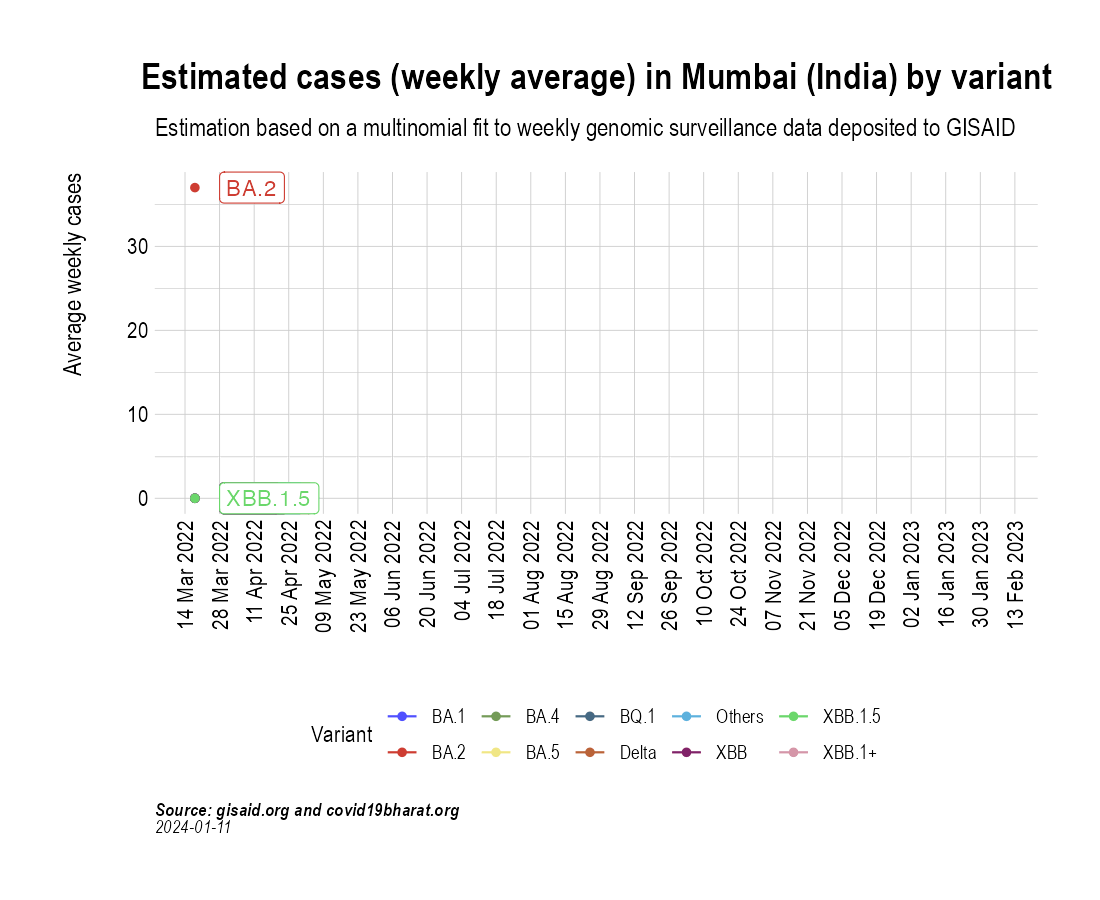 Estimated cases (weekly average) in Mumbai (India) by variant
Estimation based on a multinomial fit to weekly genomic surveillance data deposited to GISAID
Average weekly cases
BA.2
30
20
10
0
XBB.1.5
14 Mar 2022
28 Mar 2022
11 Apr 2022
25 Apr 2022
09 May 2022
23 May 2022
06 Jun 2022
20 Jun 2022
04 Jul 2022
18 Jul 2022
01 Aug 2022
15 Aug 2022
29 Aug 2022
12 Sep 2022
26 Sep 2022
10 Oct 2022
24 Oct 2022
07 Nov 2022
21 Nov 2022
05 Dec 2022
19 Dec 2022
02 Jan 2023
16 Jan 2023
30 Jan 2023
13 Feb 2023
Variant
BA.1 BA.4 BQ.1 Others XBB.1.5
BA.2 BA.5 Delta XBB XBB.1+
Source: gisaid.org and covid19bharat.org
2024-01-11